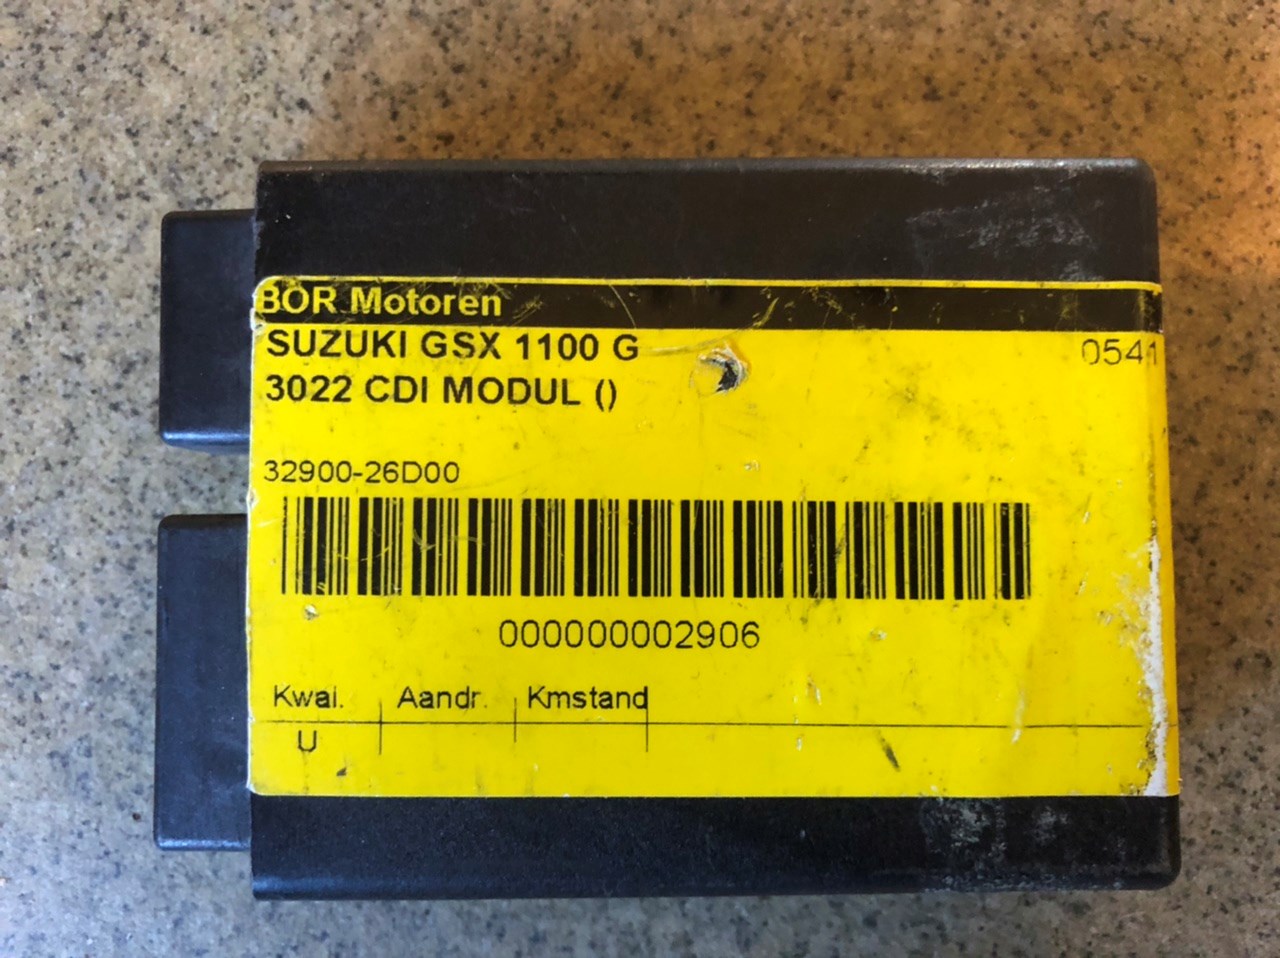 BOR Motoren
SUZUKI GSX 1100 G 0541
3022 CDI MODUL ()
32900-26D00
000000002906
Kwal. Aandr. Kmstand
U